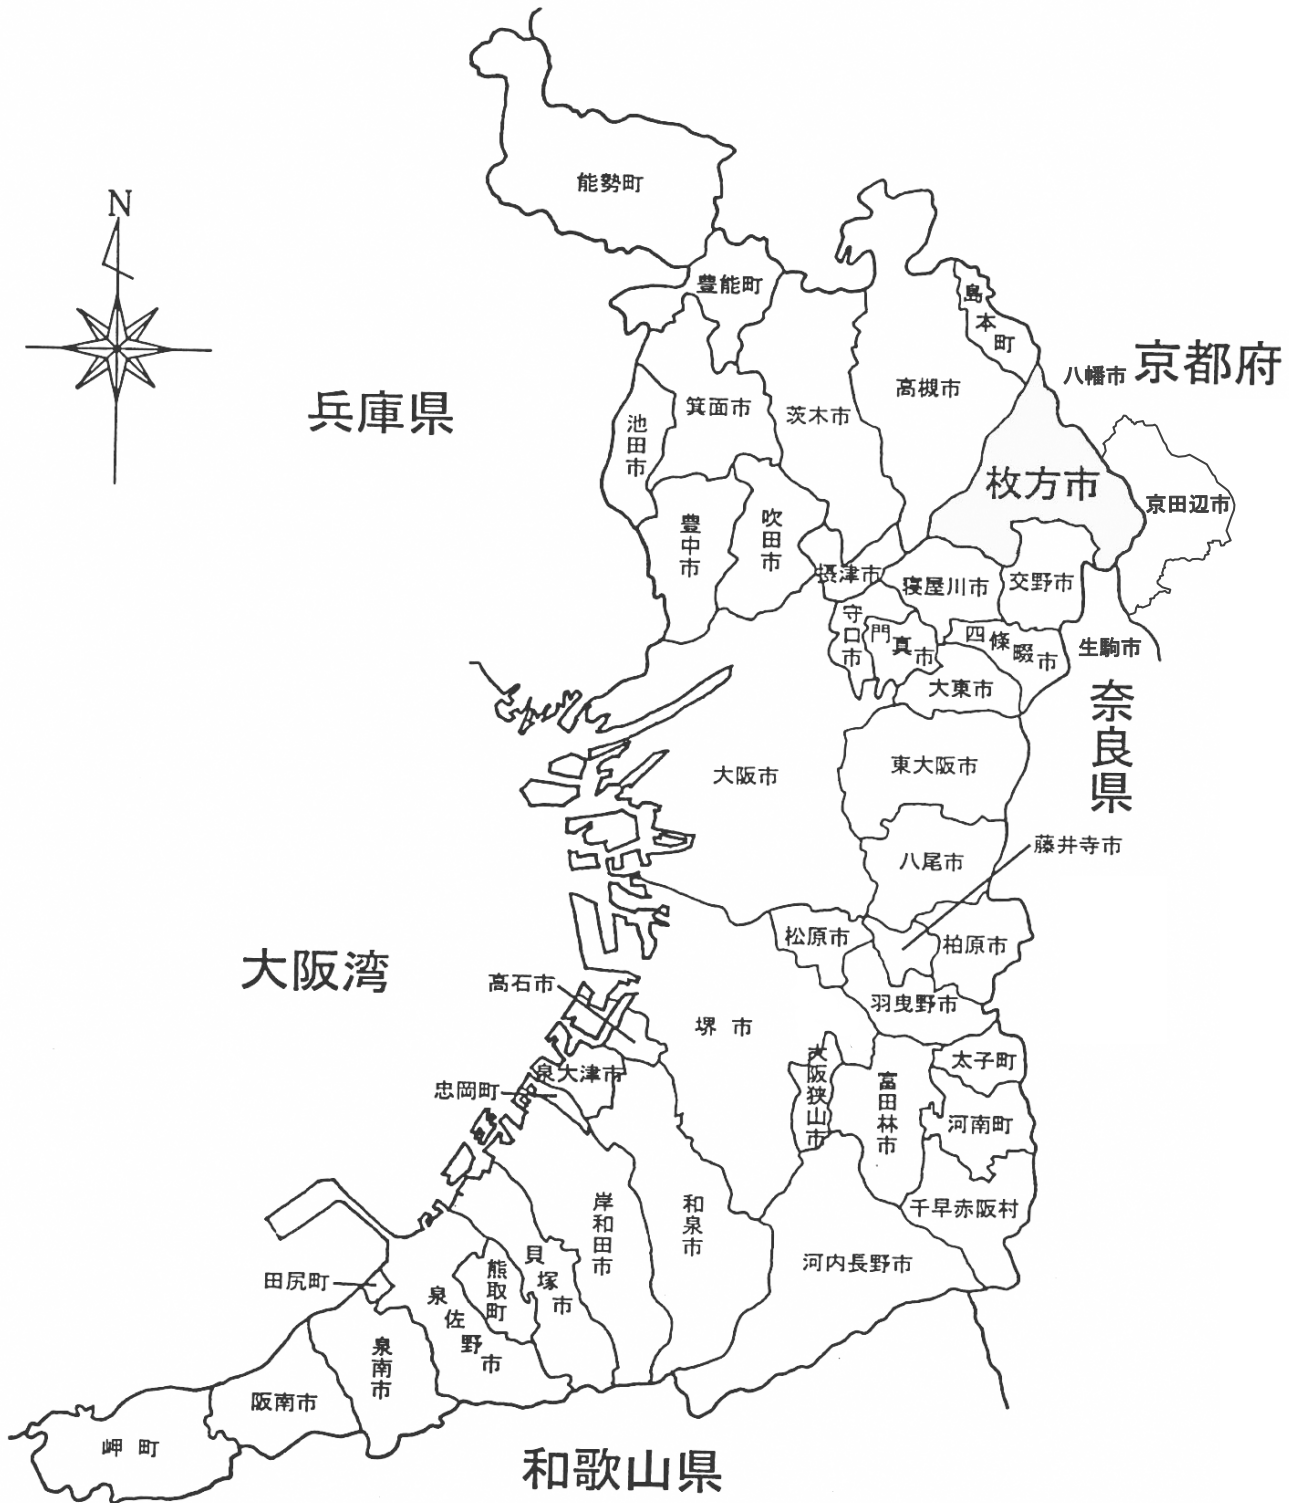 能勢町
N
豊能町
島本町
京都府
八幡市
高槻市
兵庫県
箕面市
茨木市
池田市
枚方市
京田辺市
豊中市
吹田市
摂津市
寝屋川市
交野市
守口市
門真市
四條畷市
生駒市
大東市
奈良県
東大阪市
大阪市
藤井寺市
八尾市
松原市
柏原市
大阪湾
高石市
羽曳野市
堺市
太子町
泉大津市
大阪狭山市
富田林市
忠岡町
河南町
千早赤阪村
岸和田市
和泉市
河内長野市
貝塚市
熊取町
田尻町
泉佐野市
泉南市
阪南市
岬町
和歌山県